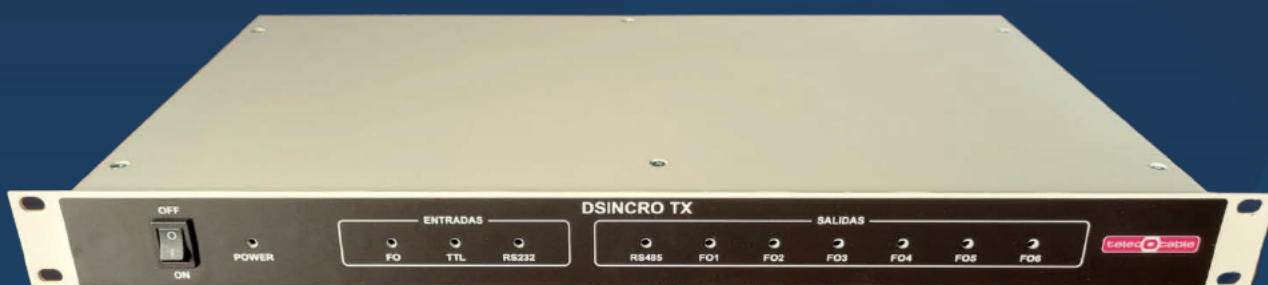 DSINCRO TX
OFF
ON
POWER
ENTRADAS
FO TTL RS232
SALIDAS
RS485 FO1 FO2 FO3 FO4 FO5 FO6
telecocable